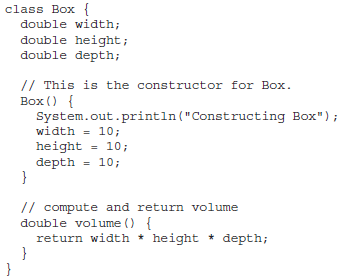 class Box {
  double width;
  double height;
  double depth;

  // This is the constructor for Box.
  Box() {
    System.out.println("Constructing Box");
    width = 10;
    height = 10;
    depth = 10;
  }

  // compute and return volume
  double volume() {
    return width * height * depth;
  }
}